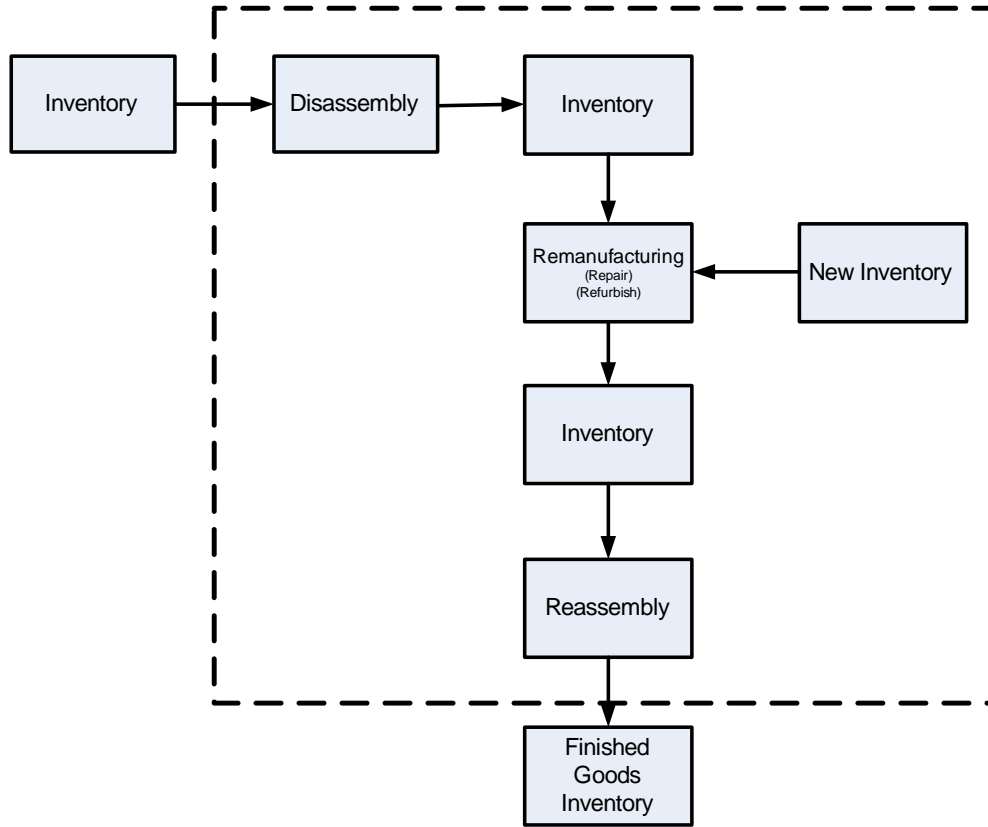 Inventory
Disassembly
Inventory
Remanufacturing
(Repair)
(Refurbish)
New Inventory
Inventory
Reassembly
Finished
Goods
Inventory